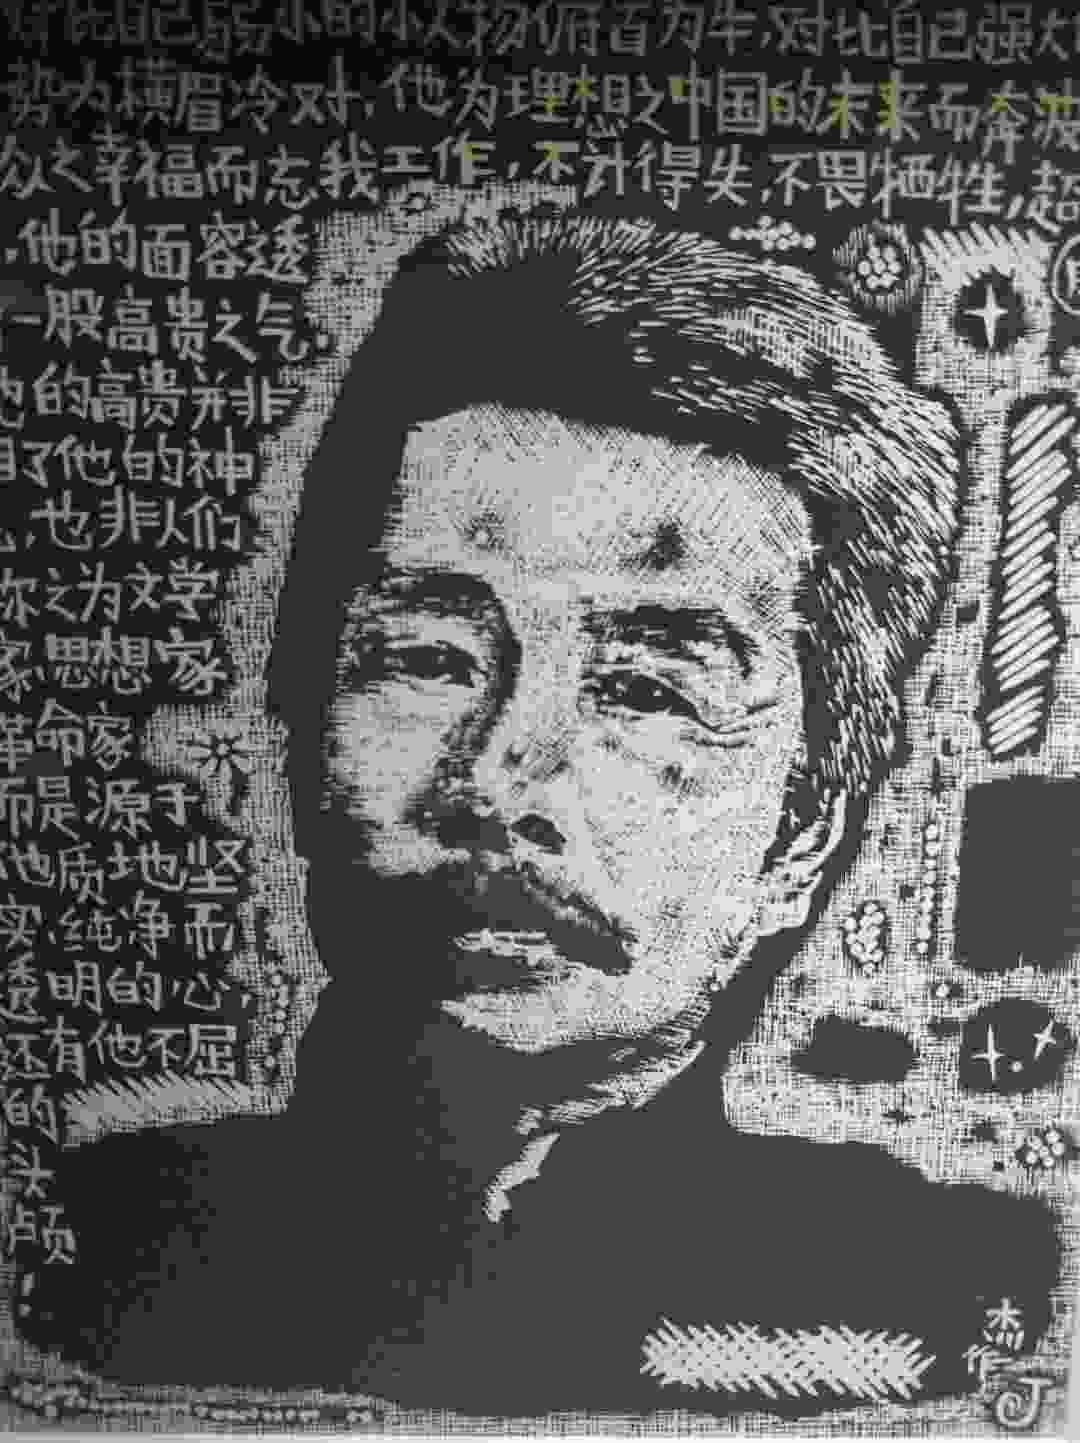 对比自己弱小的小人物俯首为牛,对比自己强大
势力横眉冷对,他为理想之中国的未来而奔波
众之幸福而忘我工作,不计得失,不畏牺牲,超
,他的面容透
一股高贵之气.
他的高贵并非
用了他的神
,也非人们
称之为文学
家.思想家
革命家
而是源于
他质地坚
实.纯净而
透明的心,
还有他不屈
的
头
颅
!
杰
作
J